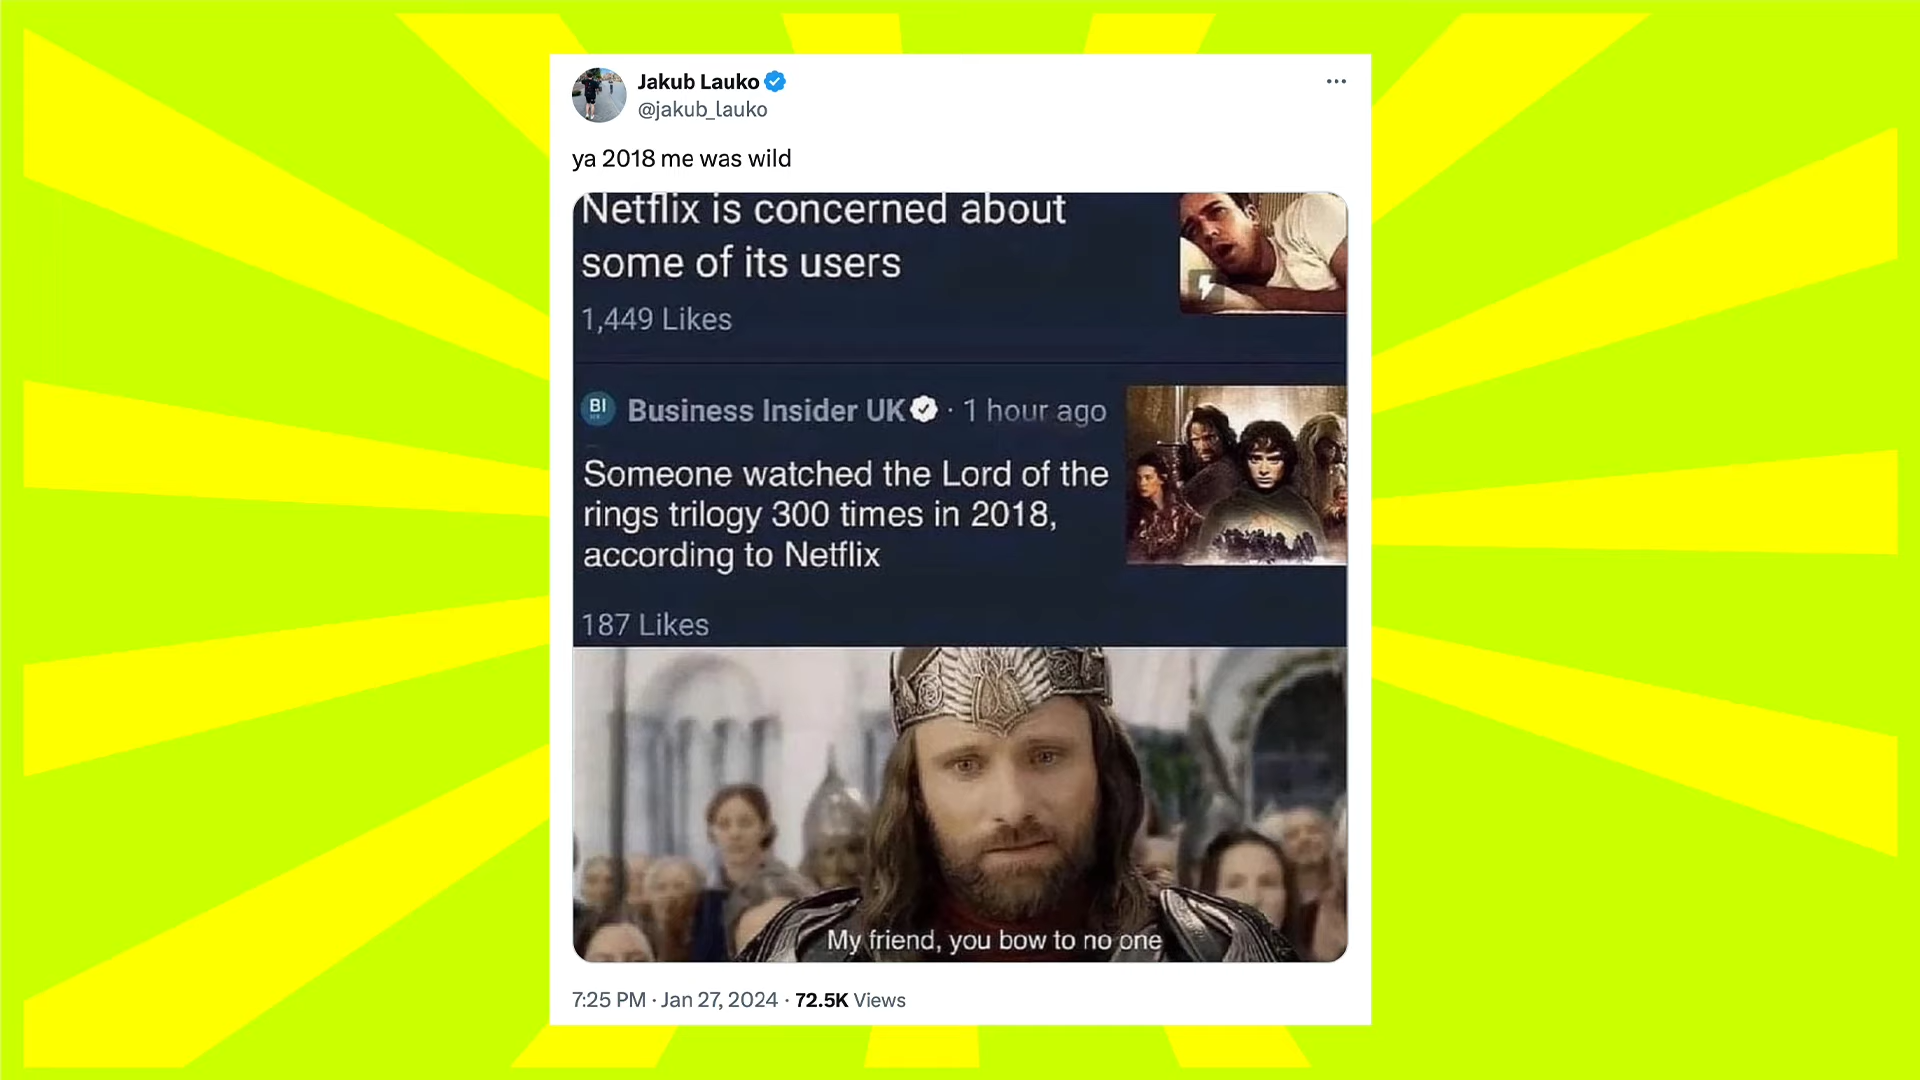 Jakub Lauko
@jakub_lauko
ya 2018 me was wild
Netflix is concerned about
some of its users
1,449 Likes
BI
Business Insider UK · 1 hour ago
Someone watched the Lord of the
rings trilogy 300 times in 2018,
according to Netflix
187 Likes
My friend, you bow to no one
7:25 PM · Jan 27, 2024 · 72.5K Views